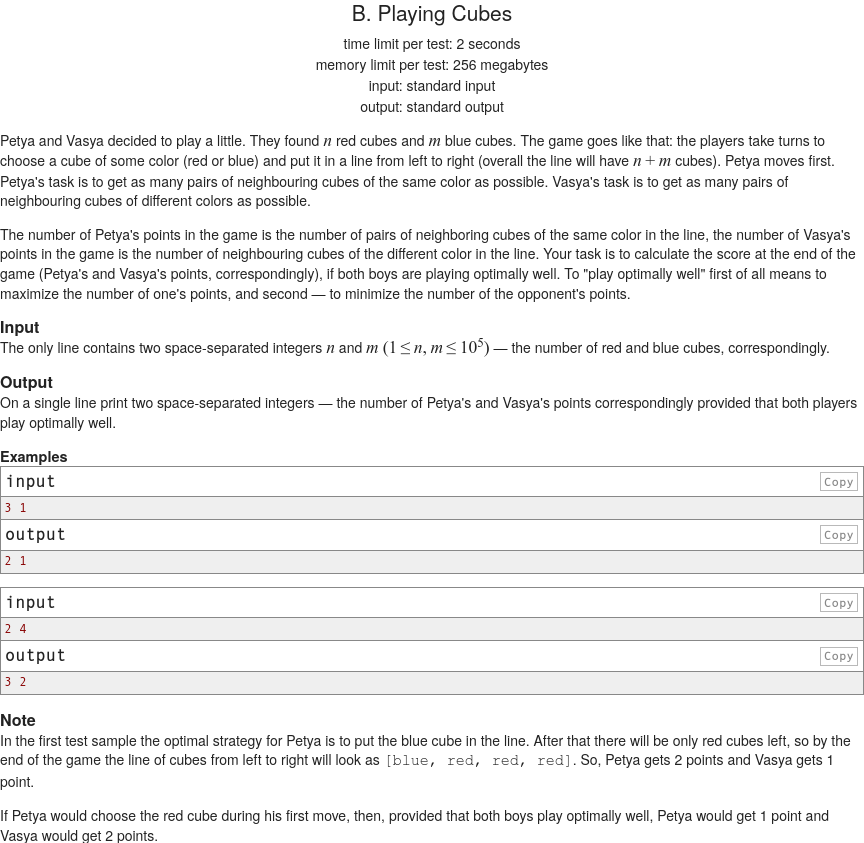 B. Playing Cubes
time limit per test: 2 seconds
memory limit per test: 256 megabytes
input: standard input
output: standard output
Petya and Vasya decided to play a little. They found n red cubes and m blue cubes. The game goes like that: the players take turns to
choose a cube of some color (red or blue) and put it in a line from left to right (overall the line will have n + m cubes). Petya moves first.
Petya's task is to get as many pairs of neighbouring cubes of the same color as possible. Vasya's task is to get as many pairs of
neighbouring cubes of different colors as possible.
The number of Petya's points in the game is the number of pairs of neighboring cubes of the same color in the line, the number of Vasya's
points in the game is the number of neighbouring cubes of the different color in the line. Your task is to calculate the score at the end of the
game (Petya's and Vasya's points, correspondingly), if both boys are playing optimally well. To "play optimally well" first of all means to
maximize the number of one's points, and second — to minimize the number of the opponent's points.
Input
The only line contains two space-separated integers n and m (1 ≤ n, m ≤ 10⁵) — the number of red and blue cubes, correspondingly.
Output
On a single line print two space-separated integers — the number of Petya's and Vasya's points correspondingly provided that both players
play optimally well.
Examples
input Copy
3 1
output Copy
2 1
input Copy
2 4
output Copy
3 2
Note
In the first test sample the optimal strategy for Petya is to put the blue cube in the line. After that there will be only red cubes left, so by the
end of the game the line of cubes from left to right will look as [blue, red, red, red]. So, Petya gets 2 points and Vasya gets 1
point.
If Petya would choose the red cube during his first move, then, provided that both boys play optimally well, Petya would get 1 point and
Vasya would get 2 points.